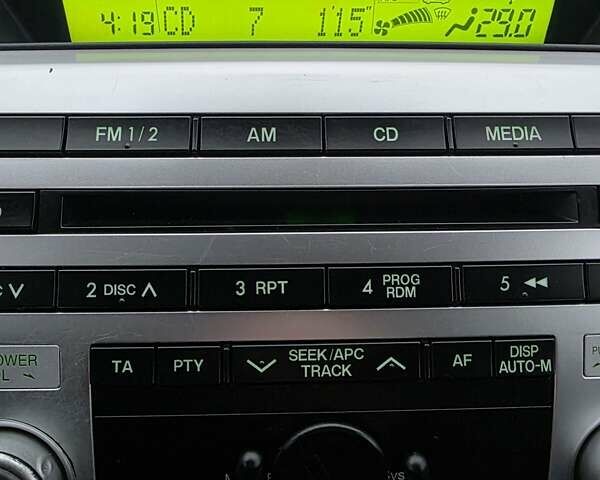 4:19 CD 7 1'15" 29.0
FM 1/2 AM CD MEDIA
2 DISC ∧ 3 RPT 4 PROG RDM 5 ◀◀
OWER
TA PTY ∨ SEEK/APC TRACK ∧ AF DISP AUTO-M